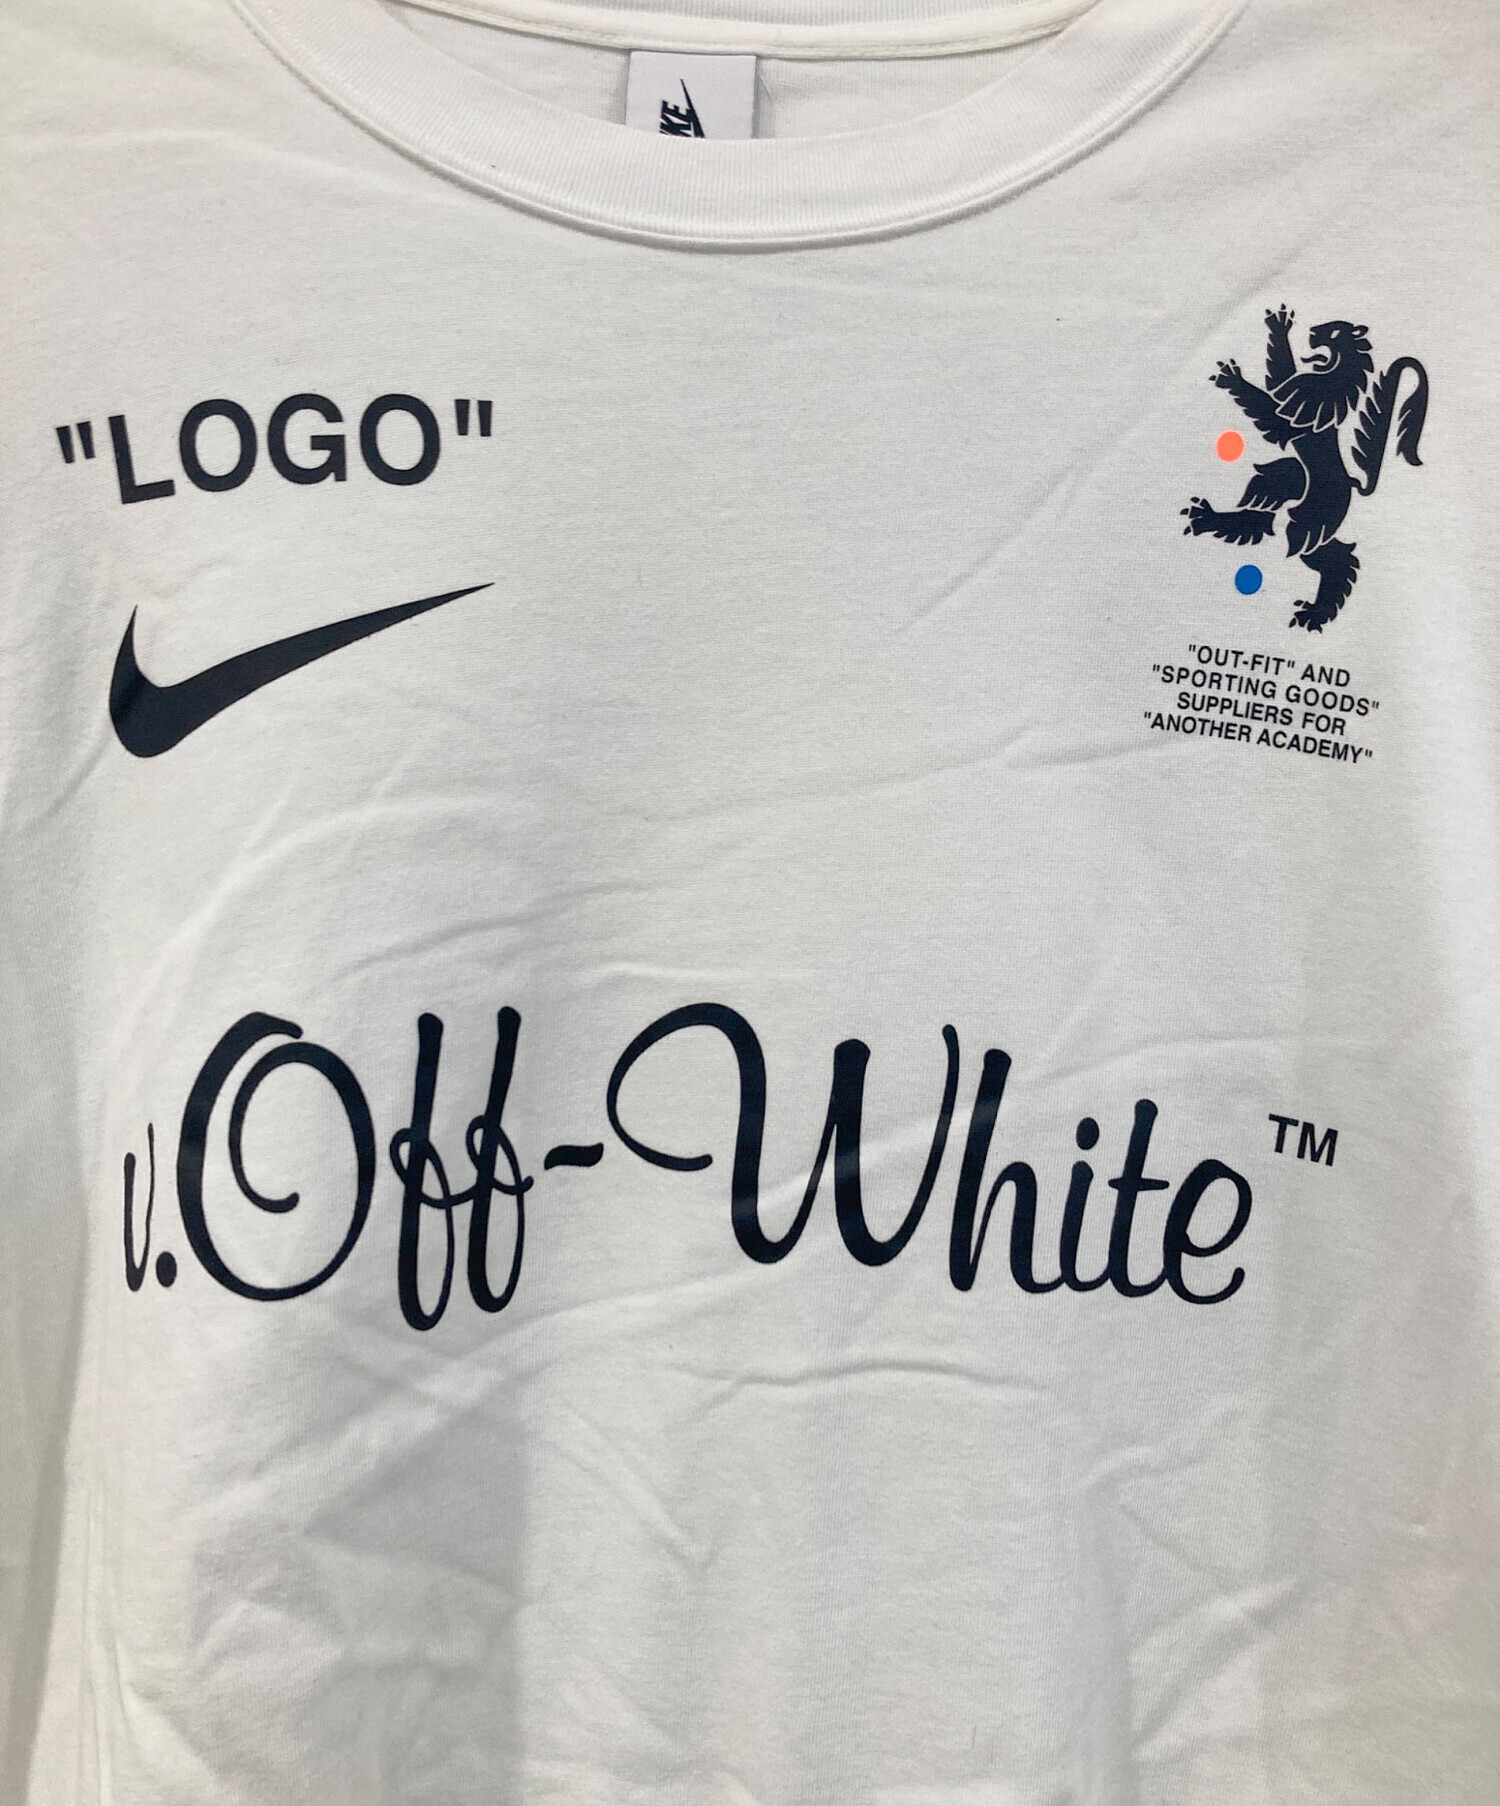 "LOGO"
"OUT-FIT" AND
"SPORTING GOODS"
SUPPLIERS FOR
"ANOTHER ACADEMY"
v.Off-White™